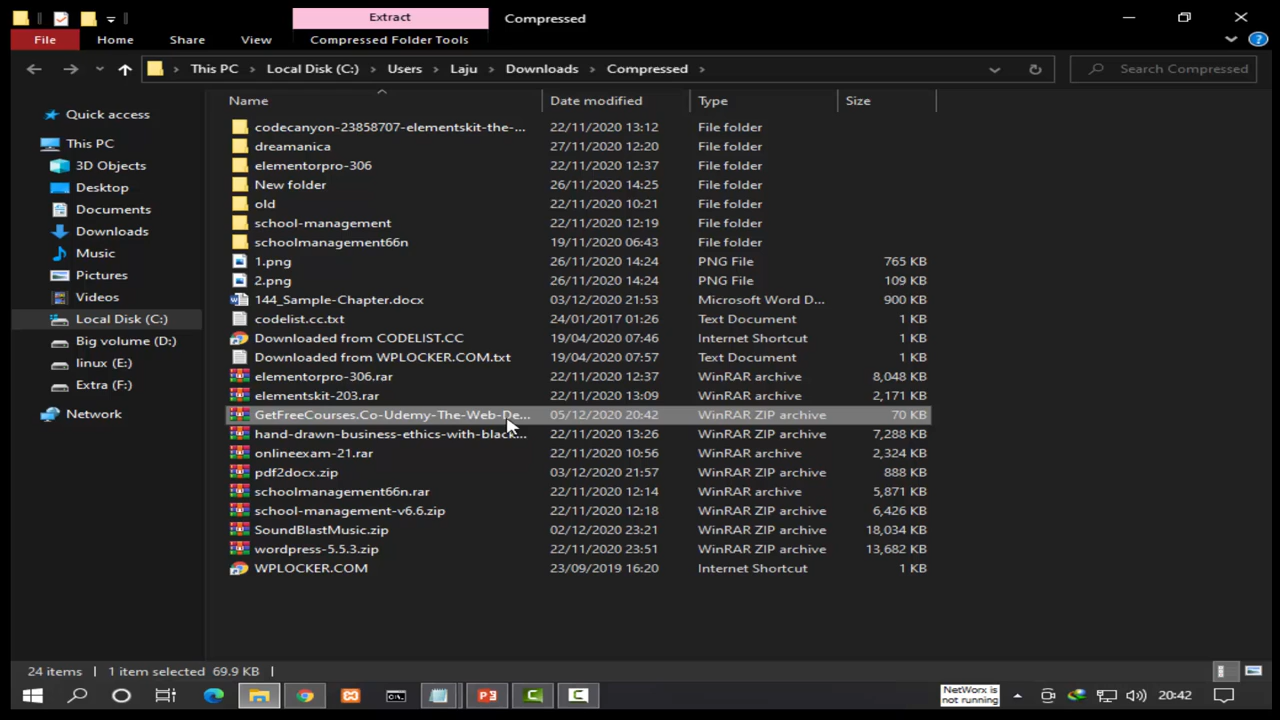 Extract
Compressed
File Home Share View Compressed Folder Tools
This PC Local Disk (C:) Users Laju Downloads Compressed
Search Compressed
Name Date modified Type Size
Quick access
This PC
3D Objects
Desktop
Documents
Downloads
Music
Pictures
Videos
Local Disk (C:)
Big volume (D:)
linux (E:)
Extra (F:)
Network
codecanyon-23858707-elementskit-the-... 22/11/2020 13:12 File folder
dreamanica 27/11/2020 12:20 File folder
elementorpro-306 22/11/2020 12:37 File folder
New folder 26/11/2020 14:25 File folder
old 22/11/2020 10:21 File folder
school-management 22/11/2020 12:19 File folder
schoolmanagement66n 19/11/2020 06:43 File folder
1.png 26/11/2020 14:24 PNG File 765 KB
2.png 26/11/2020 14:24 PNG File 109 KB
144_Sample-Chapter.docx 03/12/2020 21:53 Microsoft Word D... 900 KB
codelist.cc.txt 24/01/2017 01:26 Text Document 1 KB
Downloaded from CODELIST.CC 19/04/2020 07:46 Internet Shortcut 1 KB
Downloaded from WPLOCKER.COM.txt 19/04/2020 07:57 Text Document 1 KB
elementorpro-306.rar 22/11/2020 12:37 WinRAR archive 8,048 KB
elementskit-203.rar 22/11/2020 13:09 WinRAR archive 2,171 KB
GetFreeCourses.Co-Udemy-The-Web-De... 05/12/2020 20:42 WinRAR ZIP archive 70 KB
hand-drawn-business-ethics-with-black... 22/11/2020 13:26 WinRAR ZIP archive 7,288 KB
onlineexam-21.rar 22/11/2020 10:56 WinRAR archive 2,324 KB
pdf2docx.zip 03/12/2020 21:57 WinRAR ZIP archive 888 KB
schoolmanagement66n.rar 22/11/2020 12:14 WinRAR archive 5,871 KB
school-management-v6.6.zip 22/11/2020 12:18 WinRAR ZIP archive 6,426 KB
SoundBlastMusic.zip 02/12/2020 23:21 WinRAR ZIP archive 18,034 KB
wordpress-5.5.3.zip 22/11/2020 23:51 WinRAR ZIP archive 13,682 KB
WPLOCKER.COM 23/09/2019 16:20 Internet Shortcut 1 KB
24 items 1 item selected 69.9 KB
NetWorx is
not running
20:42